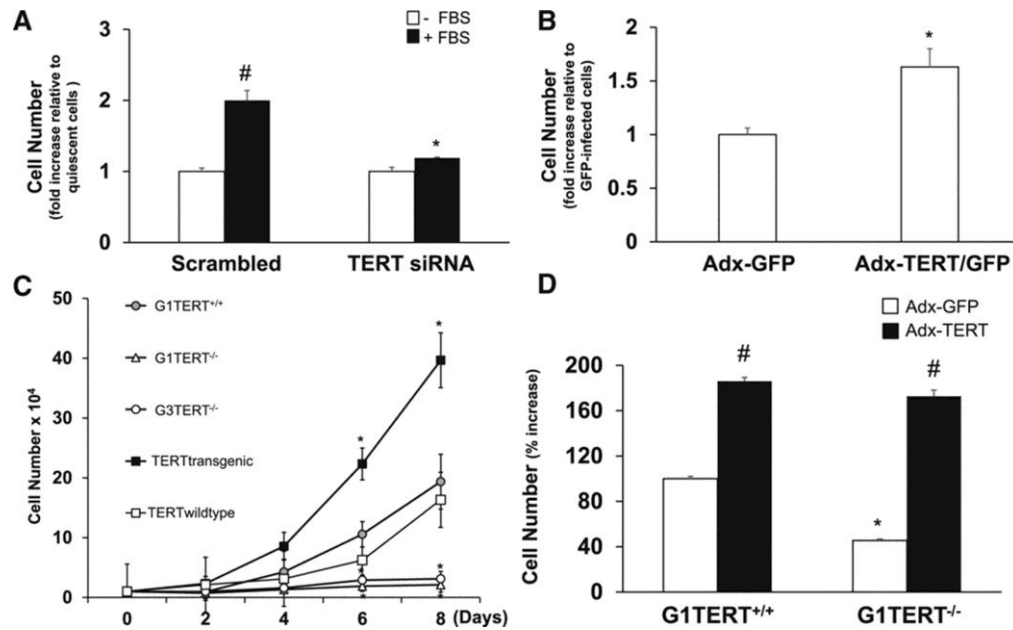 A
- FBS
+ FBS
Cell Number
(fold increase relative to
quiescent cells )
3
2
1
0
#
*
Scrambled
TERT siRNA
B
Cell Number
(fold increase relative to
GFP-infected cells)
2
1.5
1
0.5
0
*
Adx-GFP
Adx-TERT/GFP
C
Cell Number x 10⁴
50
40
30
20
10
0
G1TERT⁺/⁺
G1TERT⁻/⁻
G3TERT⁻/⁻
TERTtransgenic
TERTwildtype
*
*
*
*
*
*
0 2 4 6 8 (Days)
D
Adx-GFP
Adx-TERT
Cell Number (% increase)
200
160
120
80
40
0
#
#
*
G1TERT⁺/⁺
G1TERT⁻/⁻